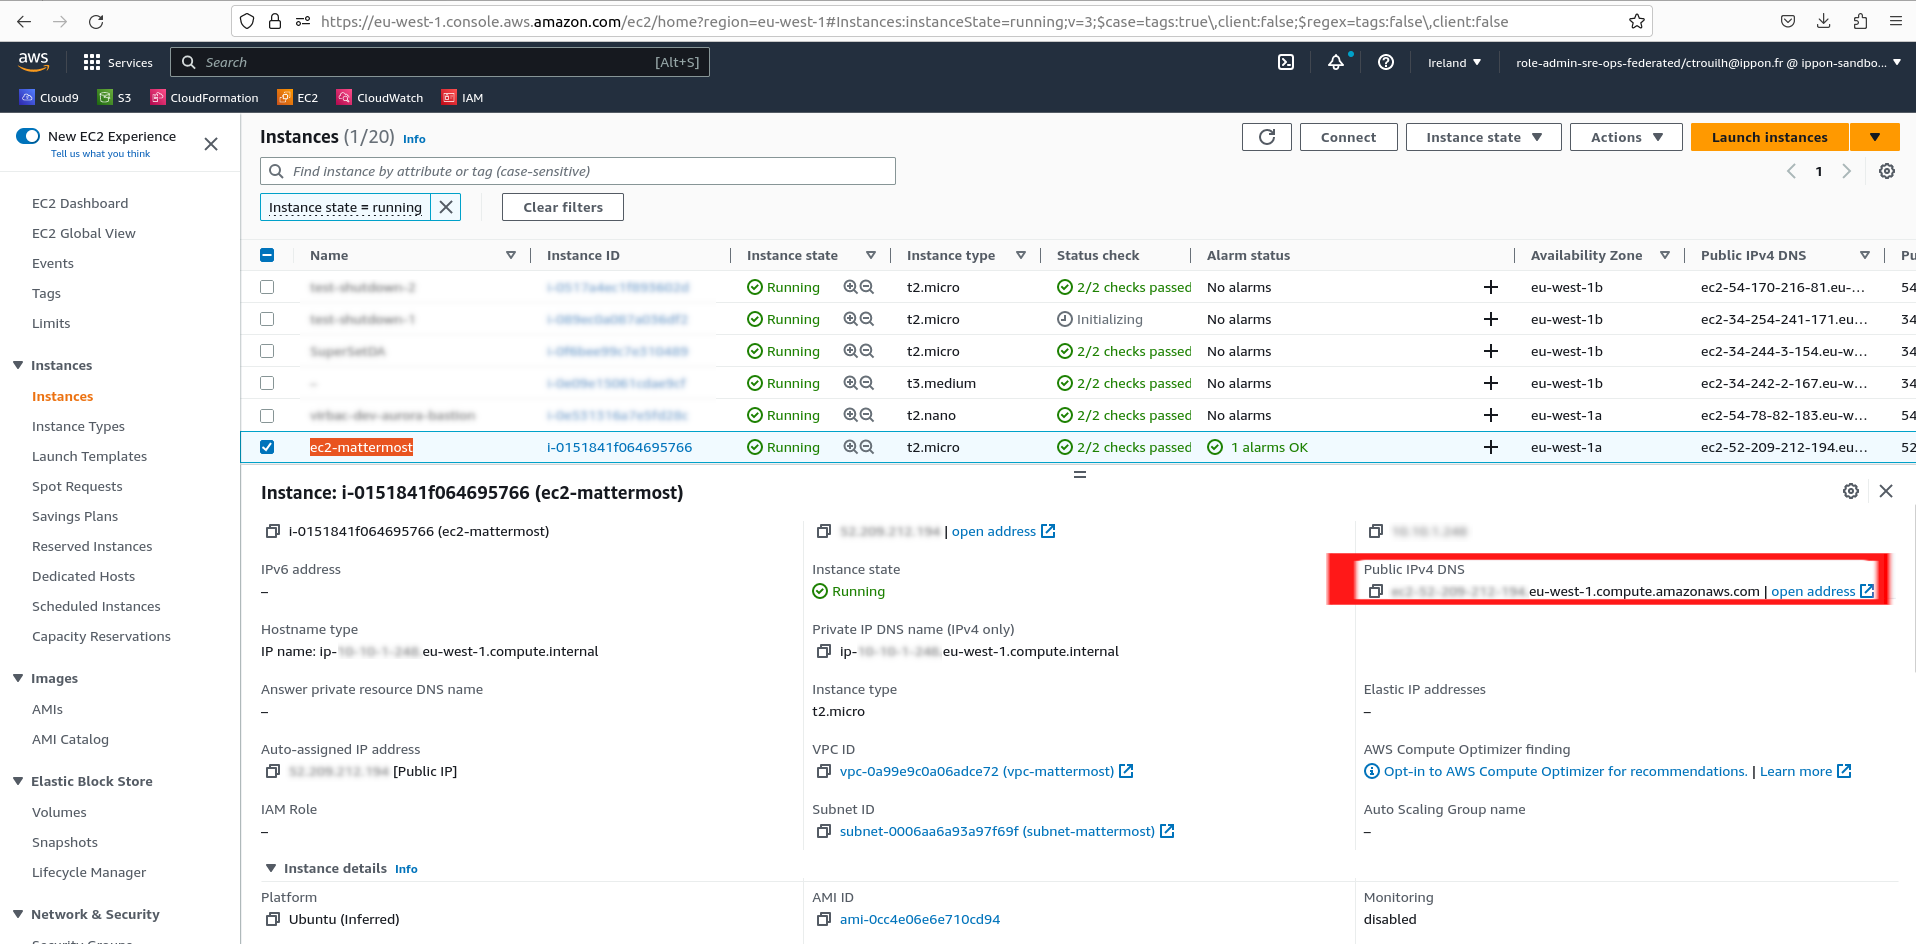 https://eu-west-1.console.aws.amazon.com/ec2/home?region=eu-west-1#Instances:instanceState=running;v=3;$case=tags:true\,client:false;$regex=tags:false\,client:false
aws Services Search [Alt+S] Ireland role-admin-sre-ops-federated/ctrouilh@ippon.fr @ ippon-sandbo...
Cloud9 S3 CloudFormation EC2 CloudWatch IAM
New EC2 Experience
Tell us what you think
EC2 Dashboard
EC2 Global View
Events
Tags
Limits
Instances
Instances
Instance Types
Launch Templates
Spot Requests
Savings Plans
Reserved Instances
Dedicated Hosts
Scheduled Instances
Capacity Reservations
Images
AMIs
AMI Catalog
Elastic Block Store
Volumes
Snapshots
Lifecycle Manager
Network & Security
Security Groups
Instances (1/20) Info
Connect Instance state Actions Launch instances
Find instance by attribute or tag (case-sensitive)
1
Instance state = running Clear filters
Name Instance ID Instance state Instance type Status check Alarm status Availability Zone Public IPv4 DNS Pu
Running t2.micro 2/2 checks passed No alarms eu-west-1b ec2-54-170-216-81.eu-... 54
Running t2.micro Initializing No alarms eu-west-1b ec2-34-254-241-171.eu... 34
Running t2.micro 2/2 checks passed No alarms eu-west-1b ec2-34-244-3-154.eu-w... 34
– Running t3.medium 2/2 checks passed No alarms eu-west-1b ec2-34-242-2-167.eu-w... 34
Running t2.nano 2/2 checks passed No alarms eu-west-1a ec2-54-78-82-183.eu-w... 54
ec2-mattermost i-0151841f064695766 Running t2.micro 2/2 checks passed 1 alarms OK eu-west-1a ec2-52-209-212-194.eu... 52
Instance: i-0151841f064695766 (ec2-mattermost)
i-0151841f064695766 (ec2-mattermost) | open address
IPv6 address Instance state Public IPv4 DNS
– Running .eu-west-1.compute.amazonaws.com | open address
Hostname type Private IP DNS name (IPv4 only)
IP name: ip- .eu-west-1.compute.internal ip- .eu-west-1.compute.internal
Answer private resource DNS name Instance type Elastic IP addresses
– t2.micro –
Auto-assigned IP address VPC ID AWS Compute Optimizer finding
[Public IP] vpc-0a99e9c0a06adce72 (vpc-mattermost) Opt-in to AWS Compute Optimizer for recommendations. | Learn more
IAM Role Subnet ID Auto Scaling Group name
– subnet-0006aa6a93a97f69f (subnet-mattermost) –
Instance details Info
Platform AMI ID Monitoring
Ubuntu (Inferred) ami-0cc4e06e6e710cd94 disabled